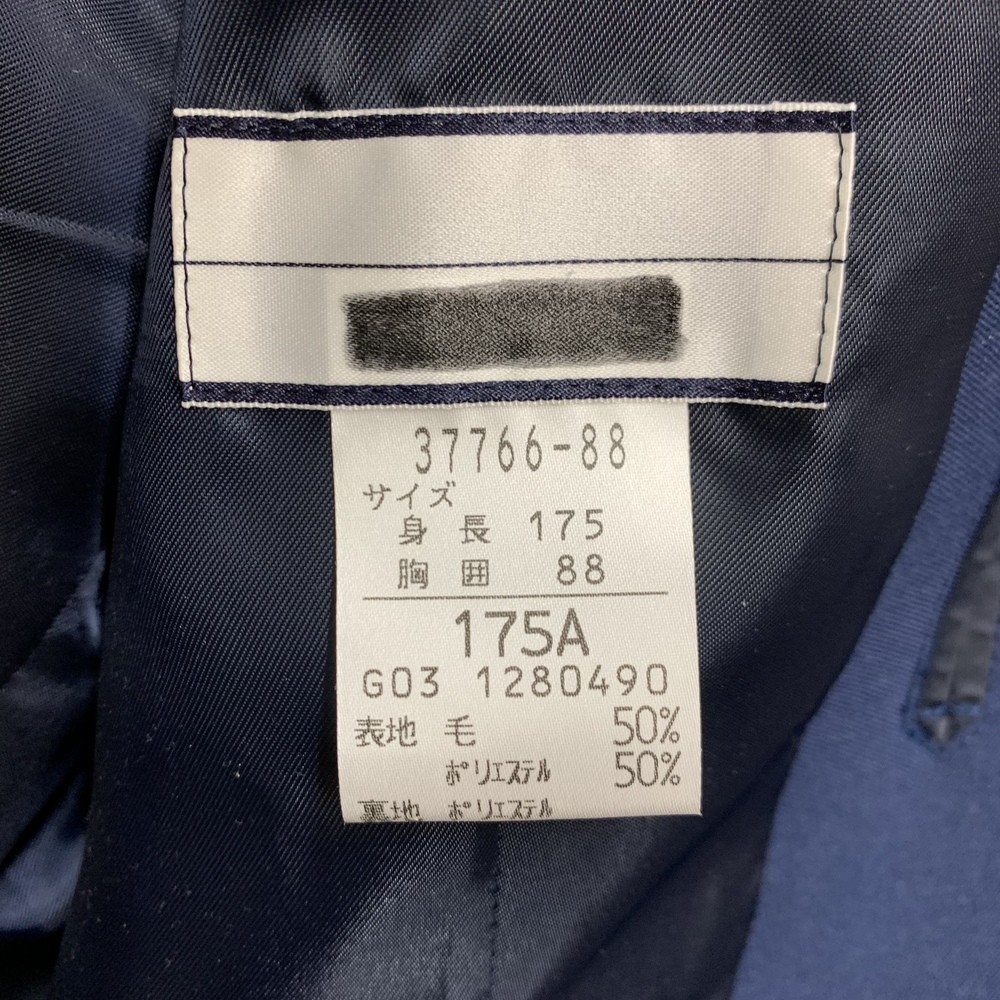 37766-88
サイズ
身長 175
胸囲 88
175A
G03 1280490
表地 毛 50%
ポリエステル 50%
裏地 ポリエステル